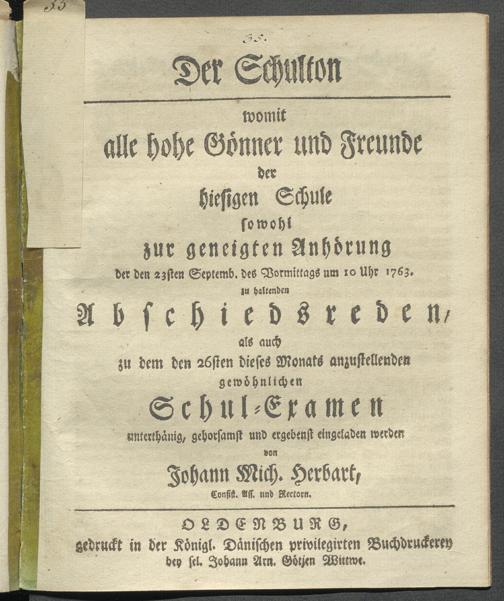 33
35.
Der Schulton
womit
alle hohe Gönner und Freunde
der
hiesigen Schule
sowohl
zur geneigten Anhörung
der den 23sten Septemb. des Vormittags um 10 Uhr 1763.
zu haltenden
Abschiedsreden,
als auch
zu dem den 26sten dieses Monats anzustellenden
gewöhnlichen
Schul-Examen
unterthänig, gehorsamst und ergebenst eingeladen werden
von
Johann Mich. Herbart,
Consist. Ass. und Rectorn.
OLDENBURG,
gedruckt in der Königl. Dänischen privilegirten Buchdruckerey
bey sel. Johann Arn. Götjen Wittwe.